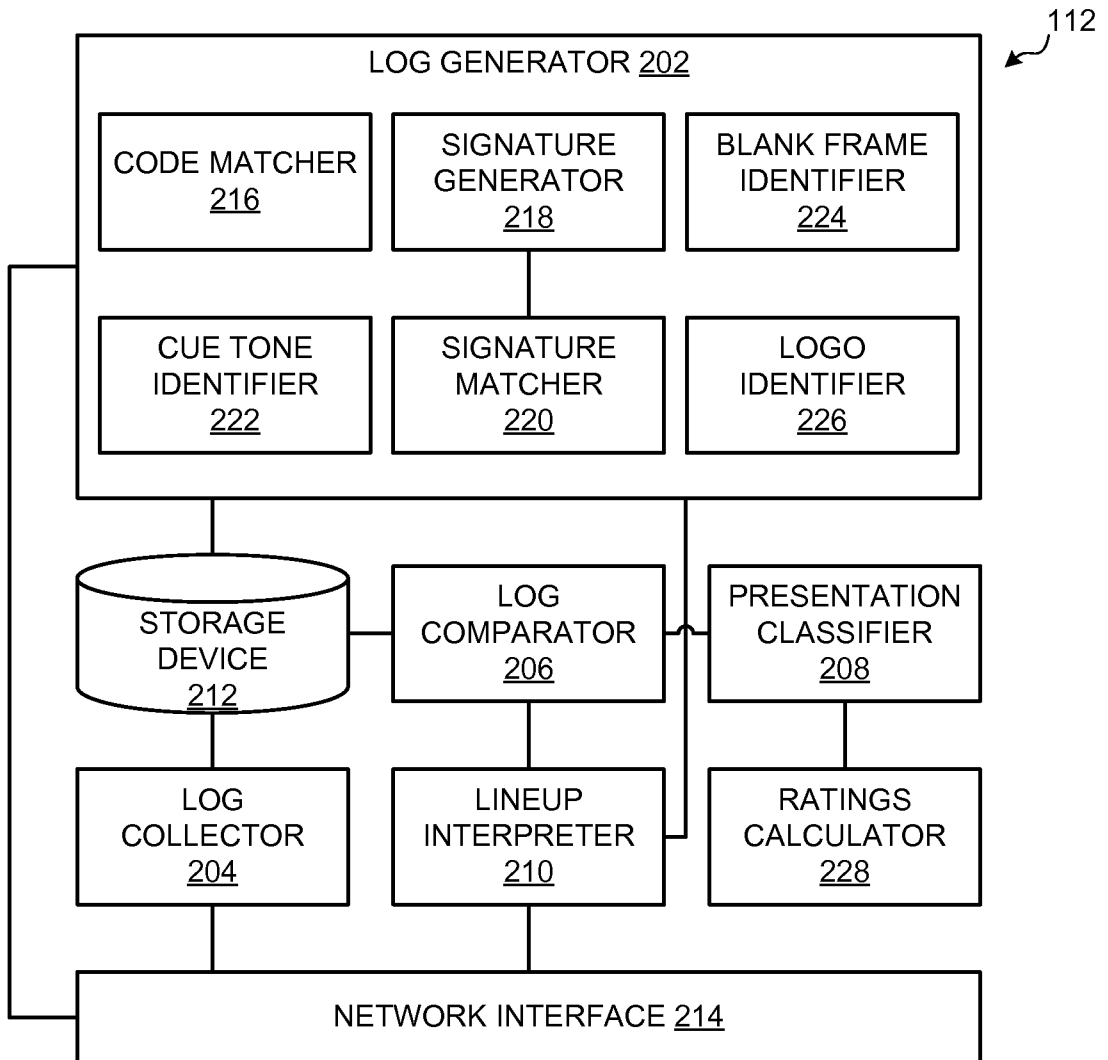 112
LOG GENERATOR 202
CODE MATCHER
216
SIGNATURE
GENERATOR
218
BLANK FRAME
IDENTIFIER
224
CUE TONE
IDENTIFIER
222
SIGNATURE
MATCHER
220
LOGO
IDENTIFIER
226
STORAGE
DEVICE
212
LOG
COMPARATOR
206
PRESENTATION
CLASSIFIER
208
LOG
COLLECTOR
204
LINEUP
INTERPRETER
210
RATINGS
CALCULATOR
228
NETWORK INTERFACE 214